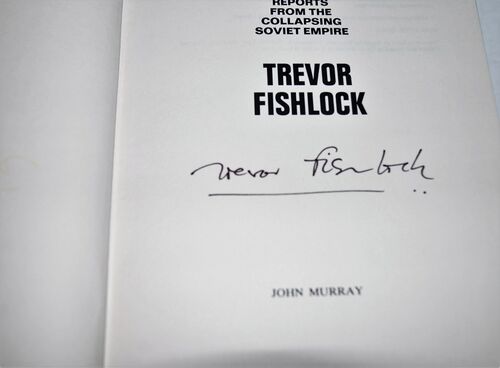 REPORTS
FROM THE
COLLAPSING
SOVIET EMPIRE
TREVOR
FISHLOCK
Trevor Fishlock
JOHN MURRAY